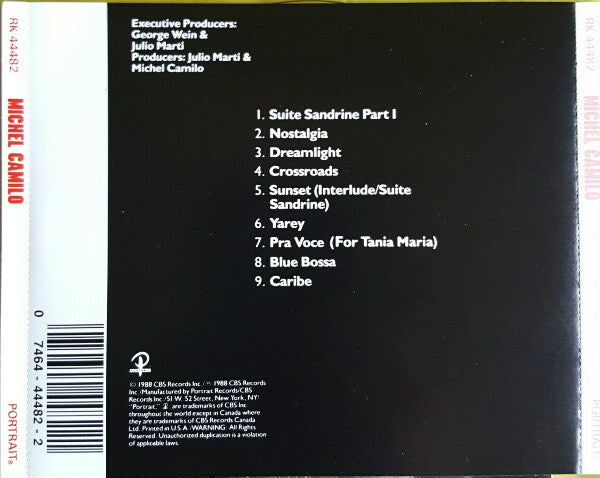 RK 44482
MICHEL CAMILO
PORTRAIT®
Executive Producers:
George Wein &
Julio Marti
Producers: Julio Marti &
Michel Camilo
1. Suite Sandrine Part I
2. Nostalgia
3. Dreamlight
4. Crossroads
5. Sunset (Interlude/Suite
Sandrine)
6. Yarey
7. Pra Voce (For Tania Maria)
8. Blue Bossa
9. Caribe
0 7464-44482-2
© 1988 CBS Records Inc./℗ 1988 CBS Records
Inc./Manufactured by Portrait Records/CBS
Records Inc./51 W. 52 Street, New York, NY/
"Portrait," are trademarks of CBS Inc.
throughout the world except in Canada where
they are trademarks of CBS Records Canada
Ltd. Printed in U.S.A./WARNING: All Rights
Reserved. Unauthorized duplication is a violation
of applicable laws.
RK 44482
MICHEL CAMILO
PORTRAIT®